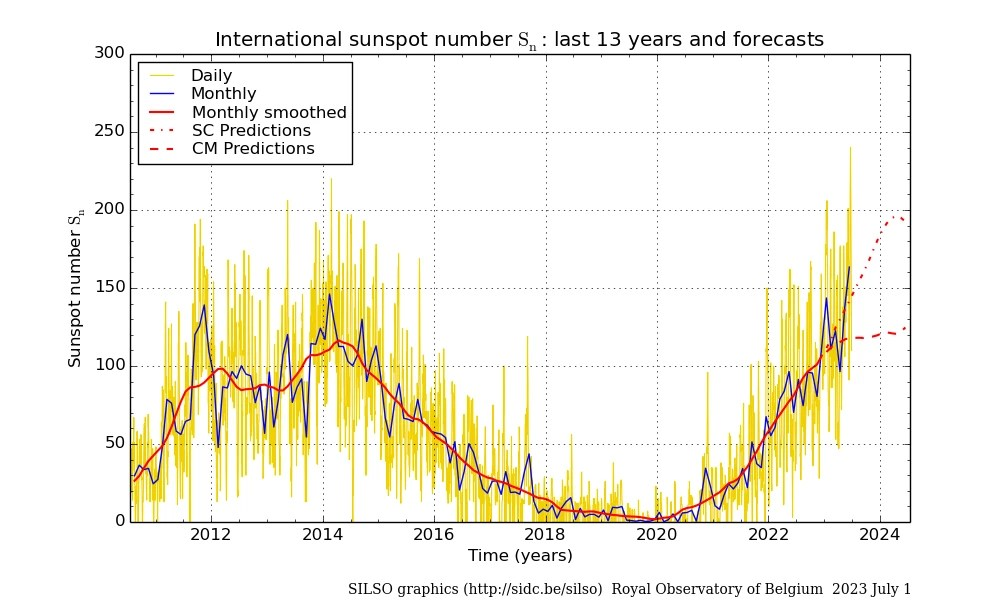 International sunspot number Sn : last 13 years and forecasts
300
250
200
150
100
50
0
Sunspot number Sn
Daily
Monthly
Monthly smoothed
SC Predictions
CM Predictions
2012 2014 2016 2018 2020 2022 2024
Time (years)
SILSO graphics (http://sidc.be/silso) Royal Observatory of Belgium 2023 July 1